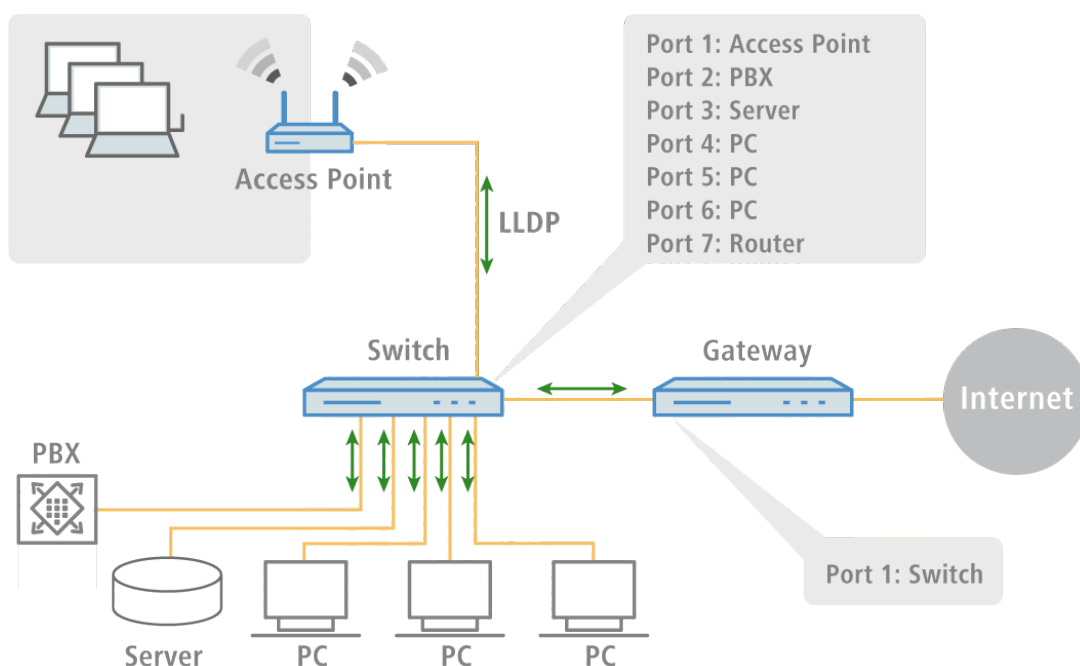 Port 1: Access Point
Port 2: PBX
Port 3: Server
Port 4: PC
Port 5: PC
Port 6: PC
Port 7: Router
Access Point
LLDP
Switch
Gateway
Internet
PBX
Port 1: Switch
Server
PC
PC
PC